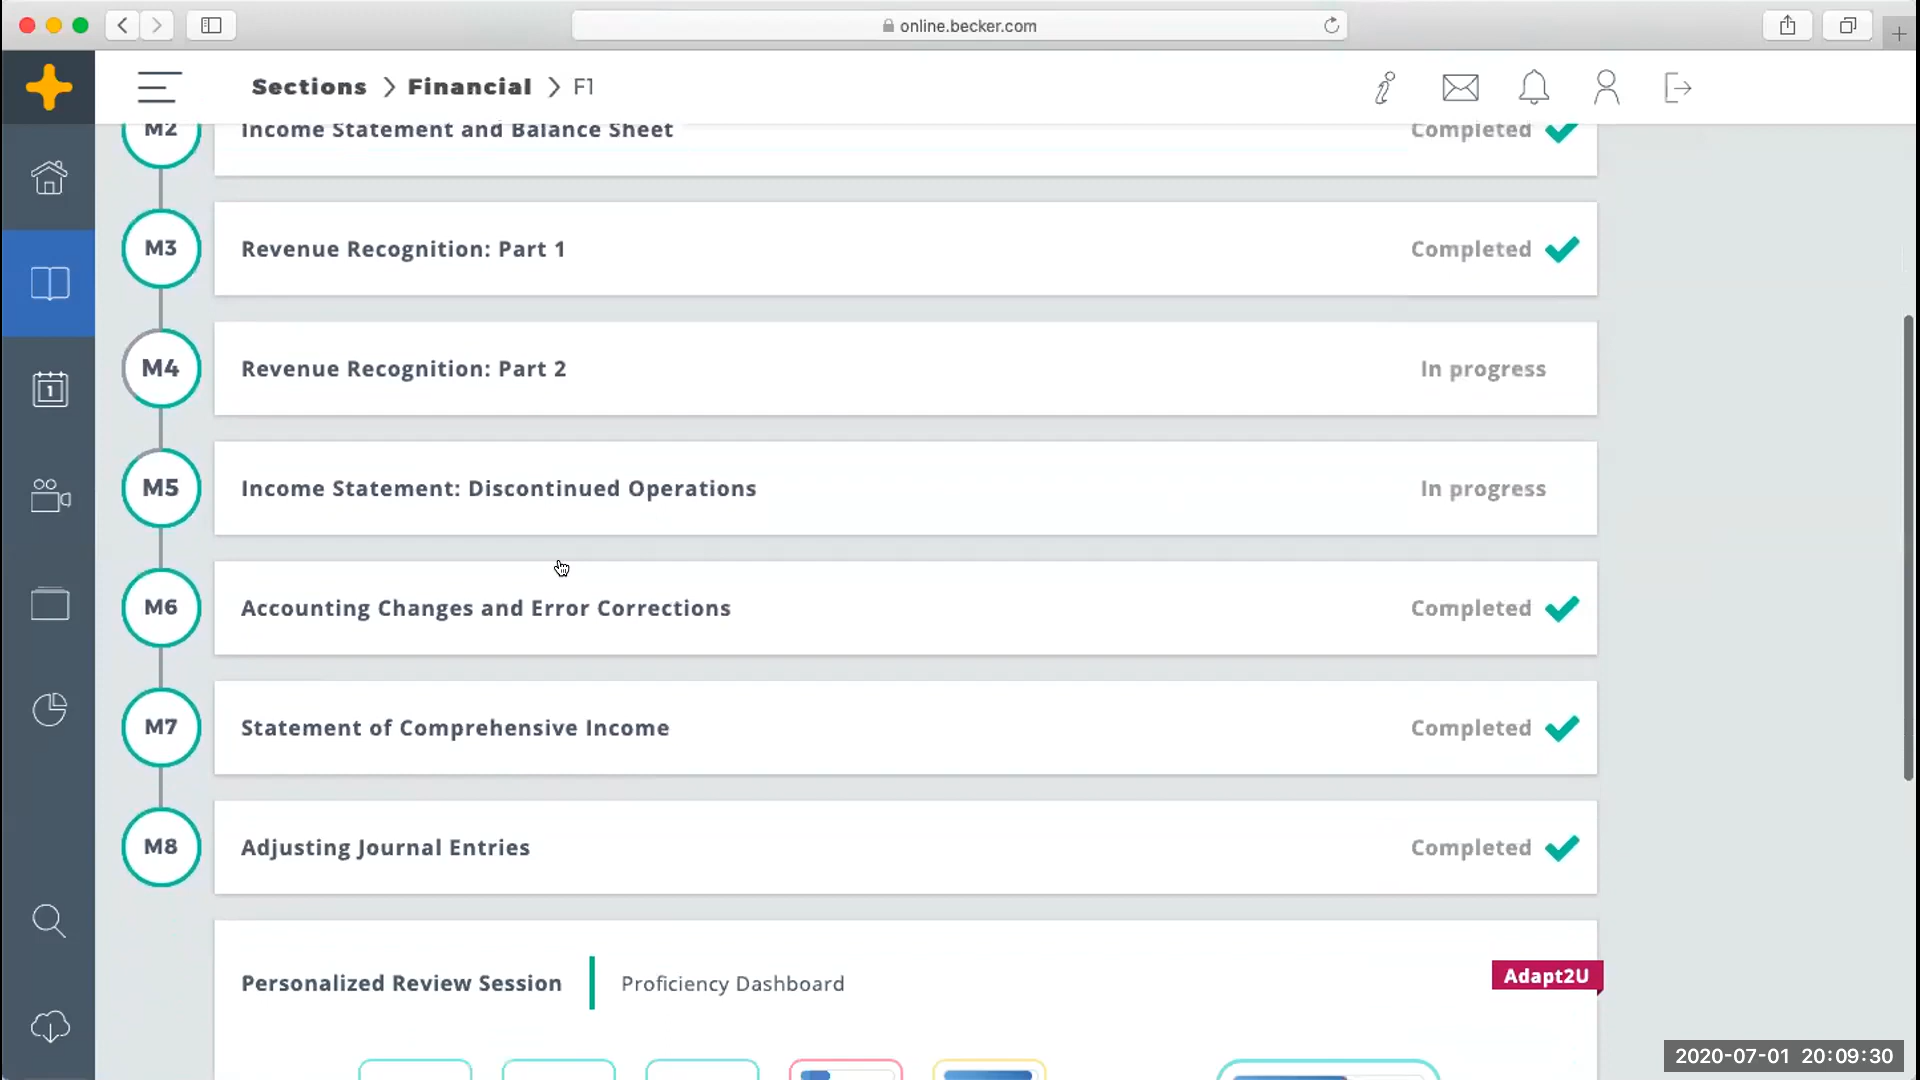 online.becker.com
Sections > Financial > F1
M2 Income Statement and Balance Sheet Completed
M3 Revenue Recognition: Part 1 Completed
M4 Revenue Recognition: Part 2 In progress
M5 Income Statement: Discontinued Operations In progress
M6 Accounting Changes and Error Corrections Completed
M7 Statement of Comprehensive Income Completed
M8 Adjusting Journal Entries Completed
Personalized Review Session Proficiency Dashboard Adapt2U
1
2020-07-01 20:09:30